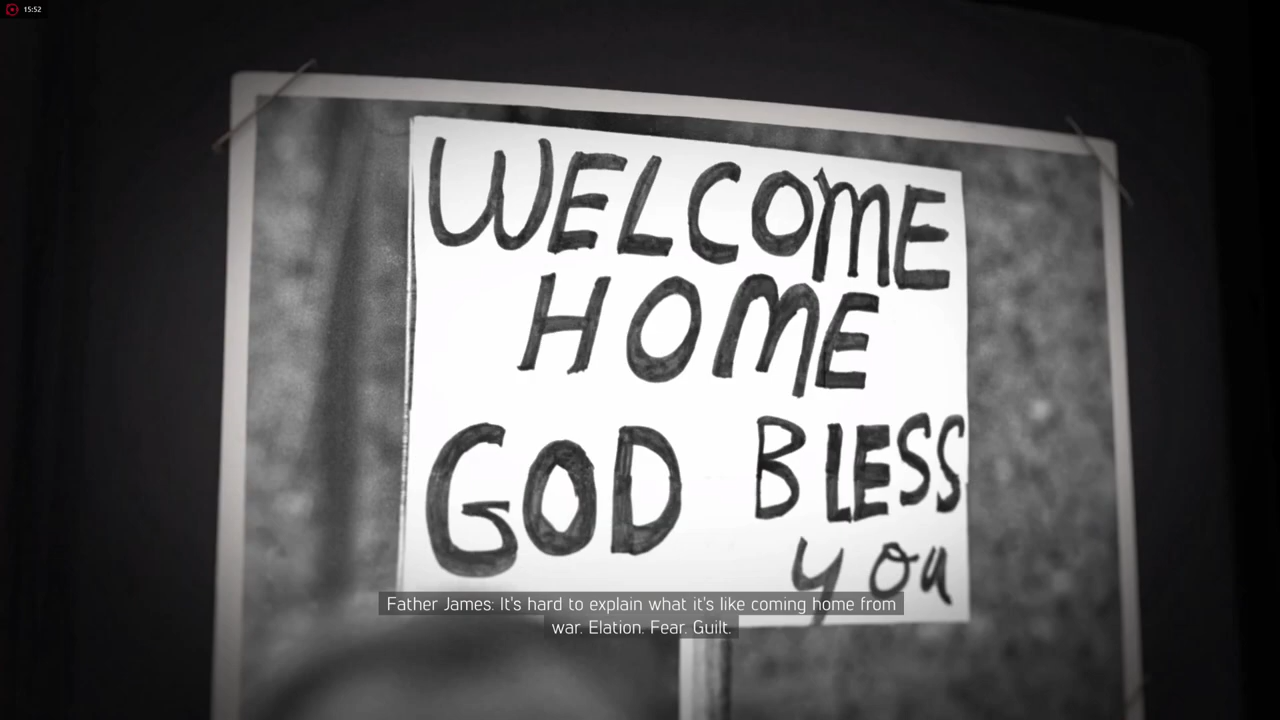 15:52
WELCOME
HOME
GOD BLESS
you
Father James: It's hard to explain what it's like coming home from
war. Elation. Fear. Guilt.